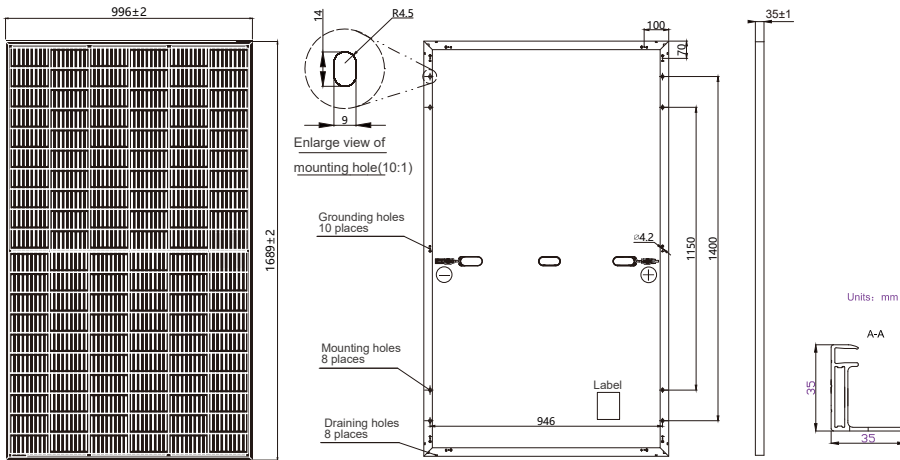 996±2
1689±2
14
R4.5
9
Enlarge view of
mounting hole(10:1)
Grounding holes
10 places
Mounting holes
8 places
Draining holes
8 places
100
70
⌀4.2
1150
1400
−
+
Label
946
35±1
Units: mm
A-A
35
35